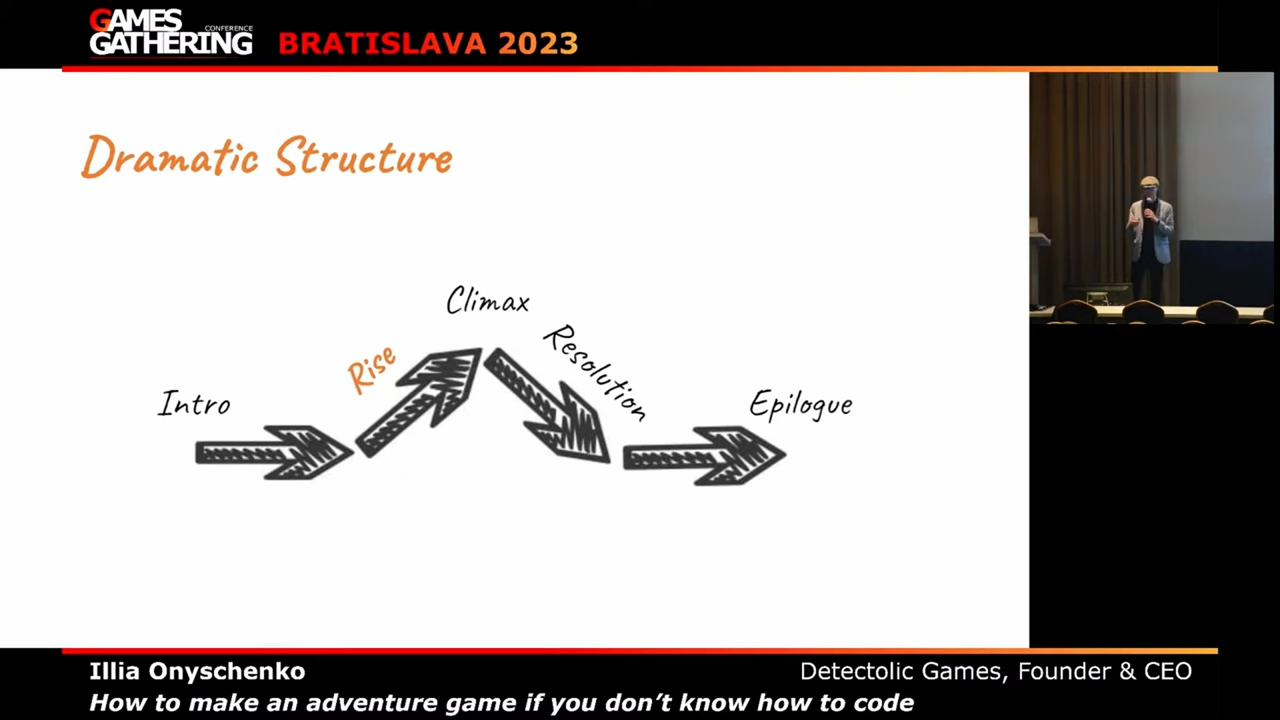 GAMES
CONFERENCE
GATHERING
BRATISLAVA 2023
Dramatic Structure
Climax
Rise
Resolution
Intro
Epilogue
Illia Onyschenko
Detectolic Games, Founder & CEO
How to make an adventure game if you don't know how to code